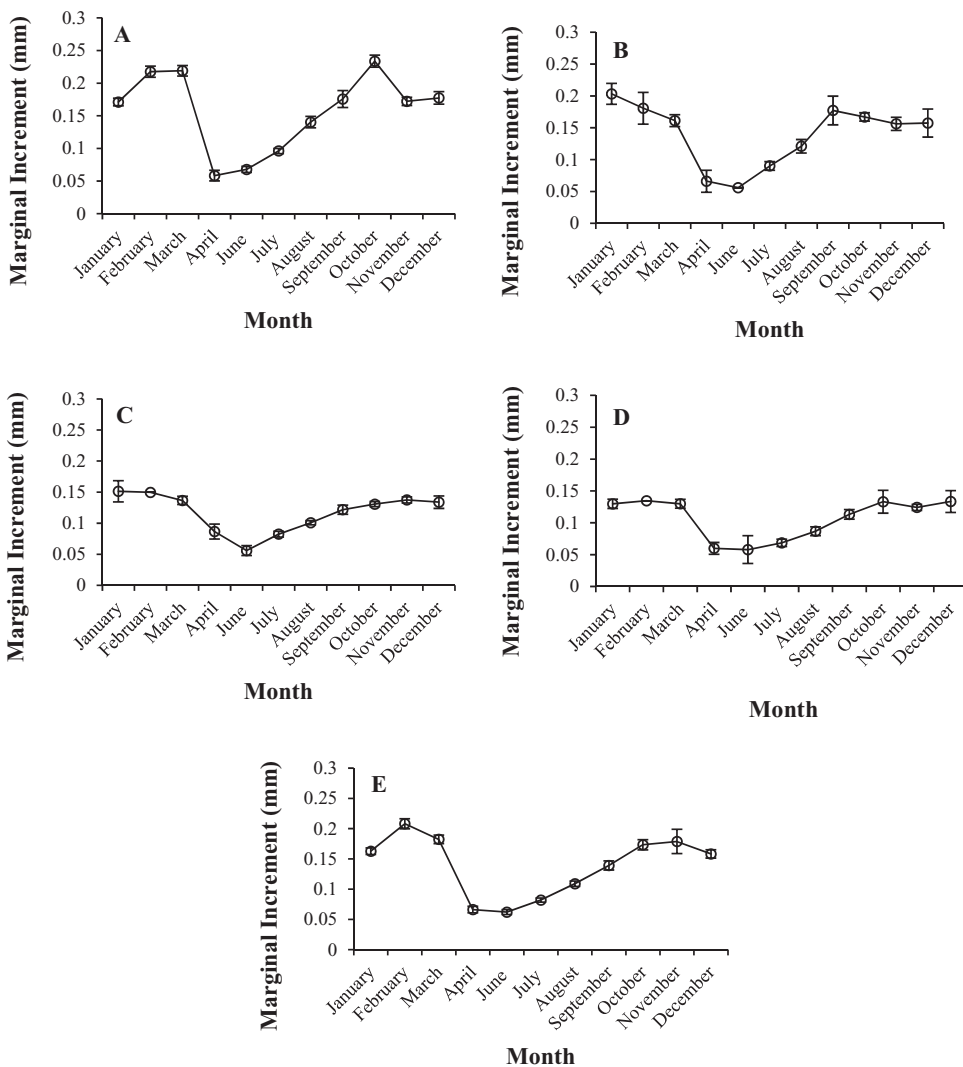 A
Marginal Increment (mm)
0.3
0.25
0.2
0.15
0.1
0.05
0
January
February
March
April
June
July
August
September
October
November
December
Month
B
Marginal Increment (mm)
0.3
0.25
0.2
0.15
0.1
0.05
0
January
February
March
April
June
July
August
September
October
November
December
Month
C
Marginal Increment (mm)
0.3
0.25
0.2
0.15
0.1
0.05
0
January
February
March
April
June
July
August
September
October
November
December
Month
D
Marginal Increment (mm)
0.3
0.25
0.2
0.15
0.1
0.05
0
January
February
March
April
June
July
August
September
October
November
December
Month
E
Marginal Increment (mm)
0.3
0.25
0.2
0.15
0.1
0.05
0
January
February
March
April
June
July
August
September
October
November
December
Month